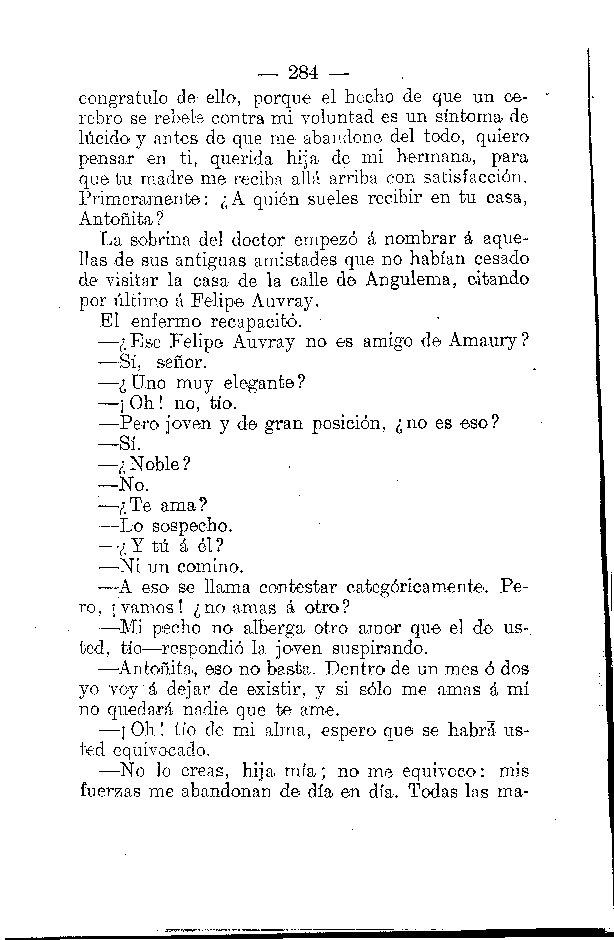 — 284 —
congratulo de ello, porque el hecho de que un ce-
rebro se rebele contra mi voluntad es un síntoma de
lúcido y antes de que me abandone del todo, quiero
pensar en ti, querida hija de mi hermana, para
que tu madre me reciba allá arriba con satisfacción.
Primeramente: ¿A quién sueles recibir en tu casa,
Antoñita?
La sobrina del doctor empezó á nombrar á aque-
llas de sus antiguas amistades que no habían cesado
de visitar la casa de la calle de Angulema, citando
por último á Felipe Auvray.
El enfermo recapacitó.
—¿Ese Felipe Auvray no es amigo de Amaury?
—Sí, señor.
—¿Uno muy elegante?
—¡Oh! no, tío.
—Pero joven y de gran posición, ¿no es eso?
—Sí.
—¿Noble?
—No.
—¿Te ama?
—Lo sospecho.
—¿Y tú á él?
—Ni un comino.
—A eso se llama contestar categóricamente. Pe-
ro, ¡vamos! ¿no amas á otro?
—Mi pecho no alberga otro amor que el de us-
ted, tío—respondió la joven suspirando.
—Antoñita, eso no basta. Dentro de un mes ó dos
yo voy á dejar de existir, y si sólo me amas á mí
no quedará nadie que te ame.
—¡Oh! tío de mi alma, espero que se habrá us-
ted equivocado.
—No lo creas, hija mía; no me equivoco: mis
fuerzas me abandonan de día en día. Todas las ma-